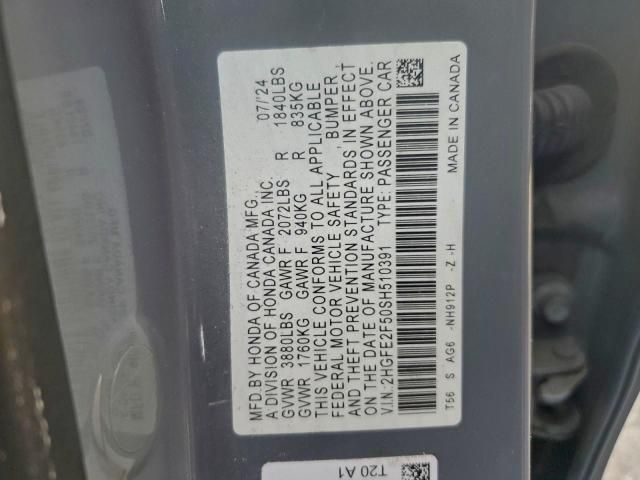 MFD.BY HONDA OF CANADA MFG. 07/'24
A DIVISION OF HONDA CANADA INC.
GVWR 3880LBS GAWR F 2072LBS R 1840LBS
GVWR 1760KG GAWR F 940KG R 835KG
THIS VEHICLE CONFORMS TO ALL APPLICABLE
FEDERAL MOTOR VEHICLE SAFETY , BUMPER ,
AND THEFT PREVENTION STANDARDS IN EFFECT
ON THE DATE OF MANUFACTURE SHOWN ABOVE.
V.I.N: 2HGFE2F50SH510391 TYPE: PASSENGER CAR
T56 S AG6 -NH912P -Z -H MADE IN CANADA
T20 A1